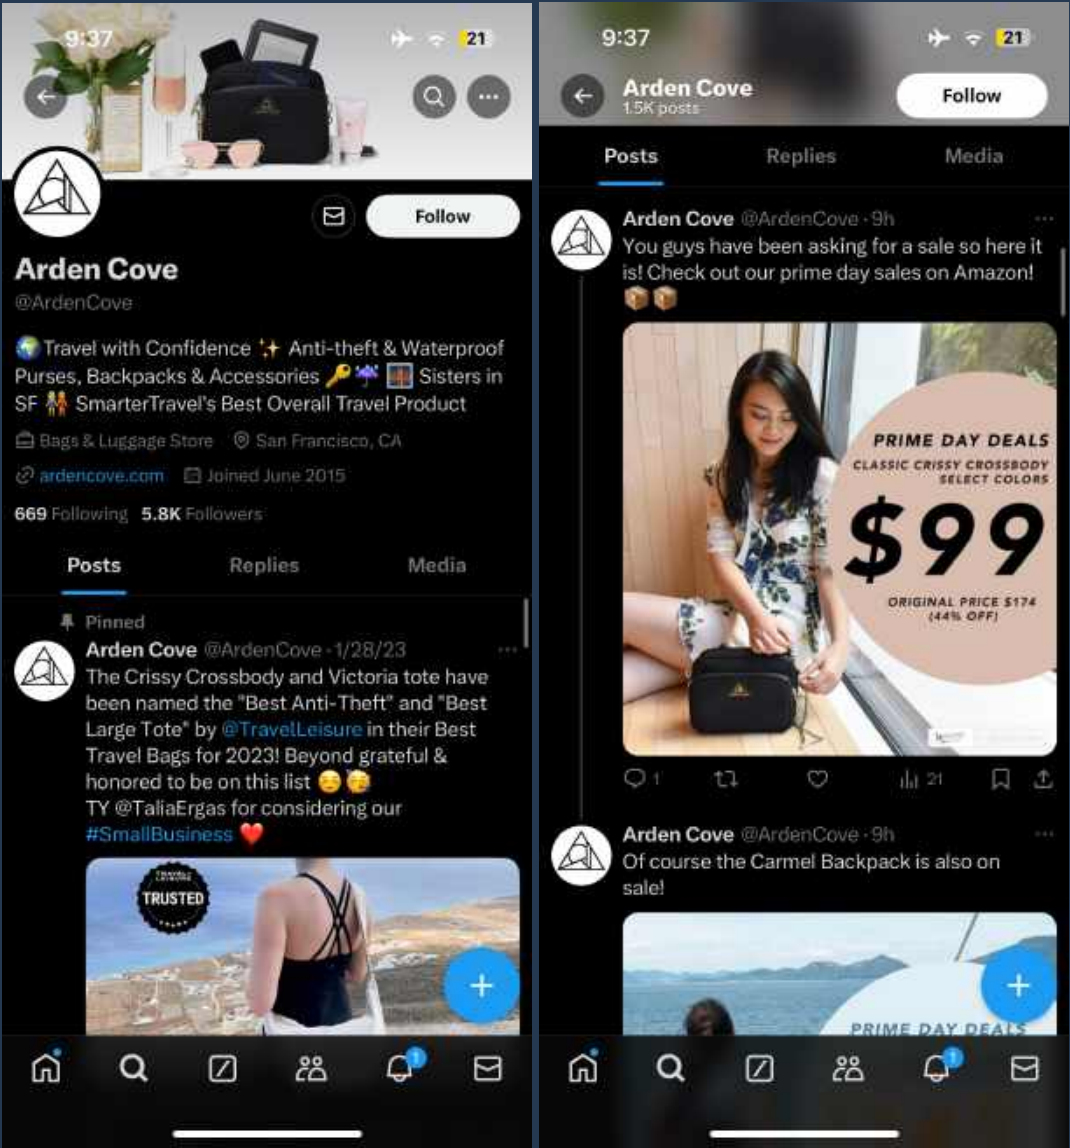 9:37
21
Follow
Arden Cove
@ArdenCove
🌍Travel with Confidence ✨ Anti-theft & Waterproof
Purses, Backpacks & Accessories 🔑☔ 🌉 Sisters in
SF 👭 SmarterTravel's Best Overall Travel Product
Bags & Luggage Store San Francisco, CA
ardencove.com Joined June 2015
669 Following 5.8K Followers
Posts Replies Media
Pinned
Arden Cove @ArdenCove · 1/28/23
The Crissy Crossbody and Victoria tote have
been named the "Best Anti-Theft" and "Best
Large Tote" by @TravelLeisure in their Best
Travel Bags for 2023! Beyond grateful &
honored to be on this list ☺️🥳
TY @TaliaErgas for considering our
#SmallBusiness ❤️
TRUSTED
1
9:37
21
Arden Cove
1.5K posts
Follow
Posts Replies Media
Arden Cove @ArdenCove · 9h
You guys have been asking for a sale so here it
is! Check out our prime day sales on Amazon!
📦📦
PRIME DAY DEALS
CLASSIC CRISSY CROSSBODY
SELECT COLORS
$99
ORIGINAL PRICE $174
(44% OFF)
1 21
Arden Cove @ArdenCove · 9h
Of course the Carmel Backpack is also on
sale!
PRIME DAY DEALS
1